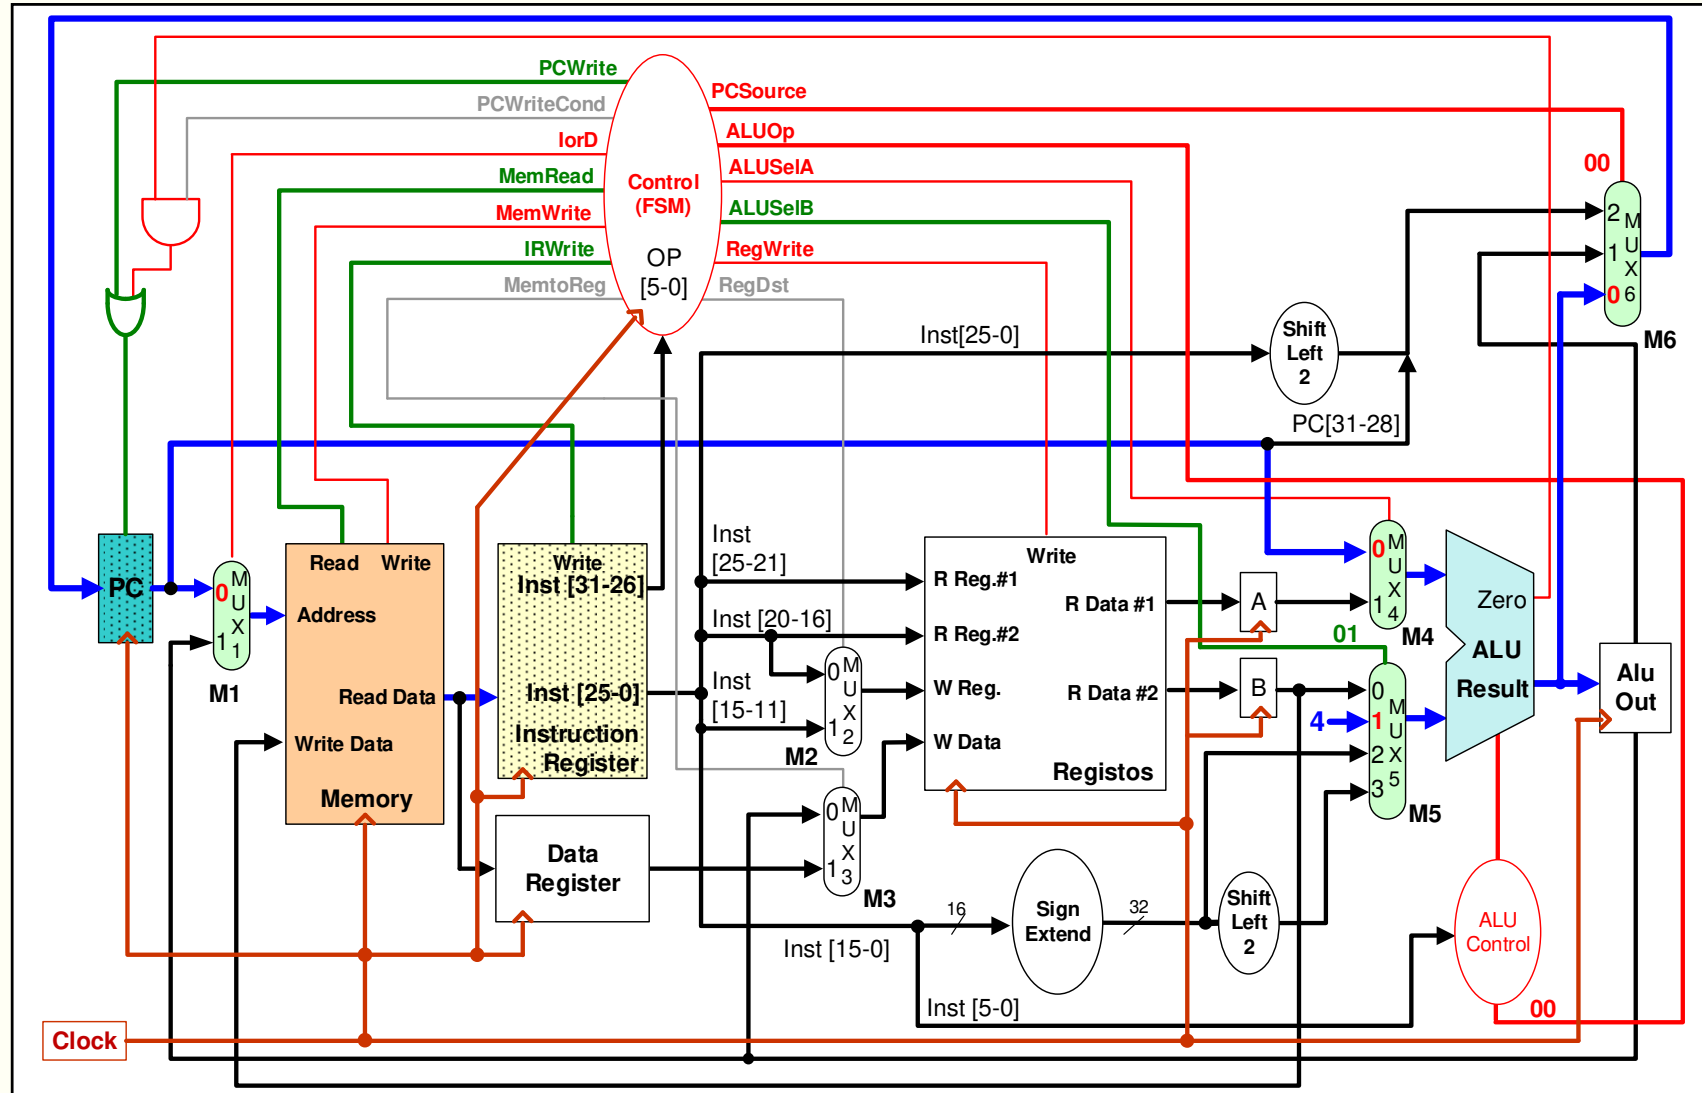 PCWrite
PCWriteCond
IorD
MemRead
MemWrite
IRWrite
MemtoReg
Control
(FSM)
OP
[5-0]
PCSource
ALUOp
ALUSelA
ALUSelB
RegWrite
RegDst
00
2
1
0
M
U
X
6
M6
Inst[25-0]
Shift
Left
2
PC[31-28]
PC
0
1
M
U
X
1
M1
Read
Write
Address
Read Data
Write Data
Memory
Write
Inst [31-26]
Inst [25-0]
Instruction
Register
Data
Register
Inst
[25-21]
Inst [20-16]
Inst
[15-11]
0
1
M
U
X
2
M2
0
1
M
U
X
3
M3
Write
R Reg.#1
R Reg.#2
W Reg.
W Data
R Data #1
R Data #2
Registos
A
B
0
1
M
U
X
4
M4
01
4
0
1
2
3
M
U
X
5
M5
Zero
ALU
Result
Alu
Out
Inst [15-0]
16
Sign
Extend
32
Shift
Left
2
ALU
Control
Inst [5-0]
00
Clock